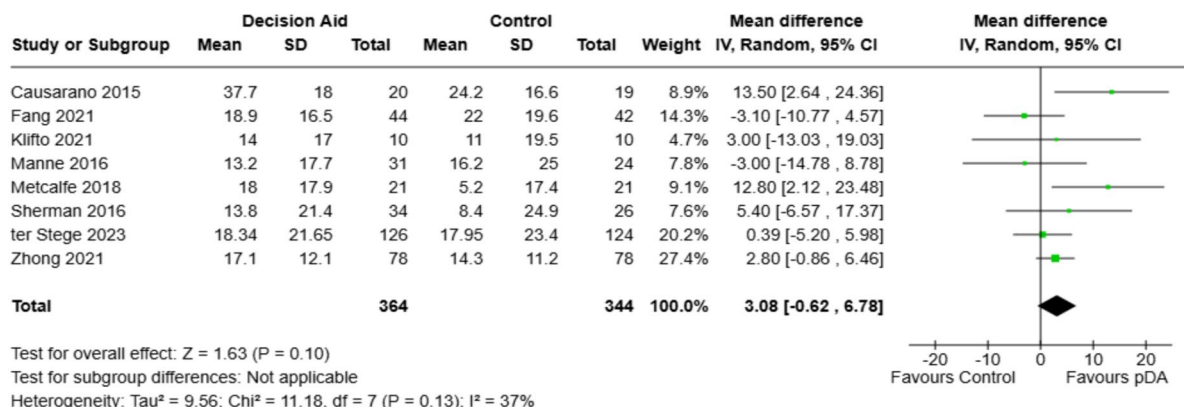 Decision Aid Control Mean difference Mean difference
Study or Subgroup Mean SD Total Mean SD Total Weight IV, Random, 95% CI IV, Random, 95% CI
Causarano 2015 37.7 18 20 24.2 16.6 19 8.9% 13.50 [2.64 , 24.36]
Fang 2021 18.9 16.5 44 22 19.6 42 14.3% -3.10 [-10.77 , 4.57]
Klifto 2021 14 17 10 11 19.5 10 4.7% 3.00 [-13.03 , 19.03]
Manne 2016 13.2 17.7 31 16.2 25 24 7.8% -3.00 [-14.78 , 8.78]
Metcalfe 2018 18 17.9 21 5.2 17.4 21 9.1% 12.80 [2.12 , 23.48]
Sherman 2016 13.8 21.4 34 8.4 24.9 26 7.6% 5.40 [-6.57 , 17.37]
ter Stege 2023 18.34 21.65 126 17.95 23.4 124 20.2% 0.39 [-5.20 , 5.98]
Zhong 2021 17.1 12.1 78 14.3 11.2 78 27.4% 2.80 [-0.86 , 6.46]
Total 364 344 100.0% 3.08 [-0.62 , 6.78]
Test for overall effect: Z = 1.63 (P = 0.10)
Test for subgroup differences: Not applicable
Heterogeneity: Tau² = 9.56; Chi² = 11.18, df = 7 (P = 0.13); I² = 37%
-20 -10 0 10 20
Favours Control Favours pDA